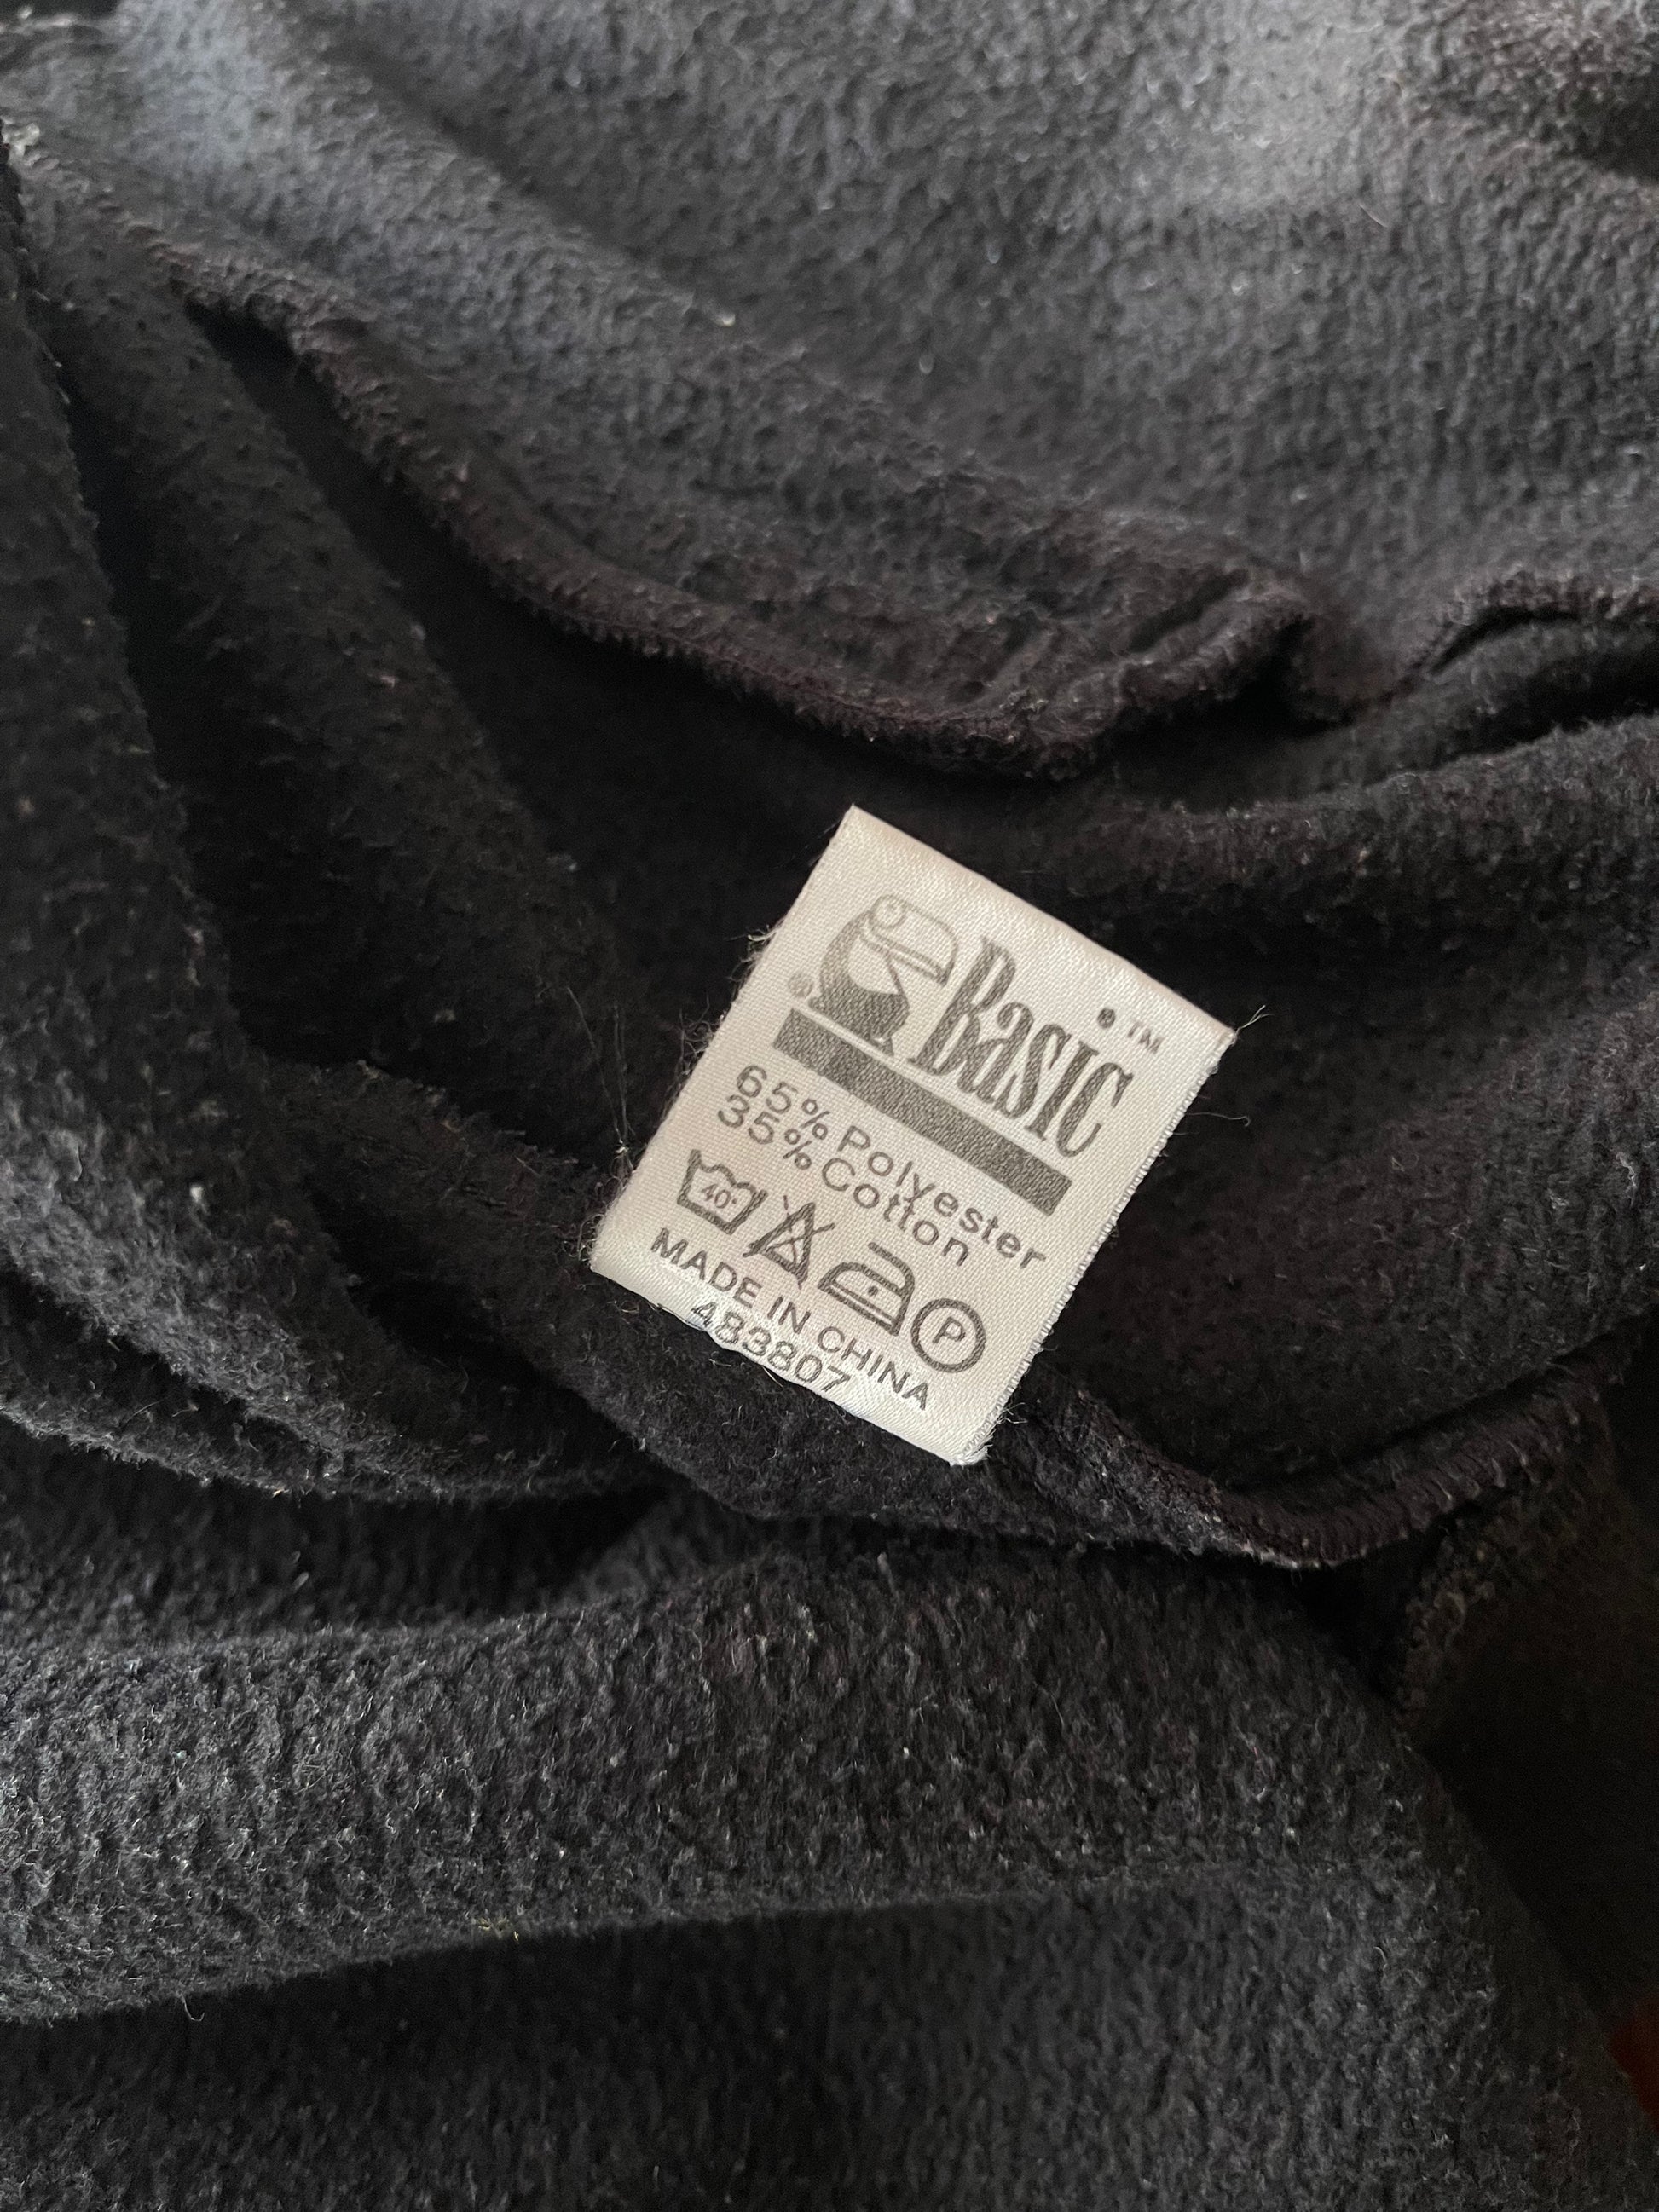 ® BASIC ™
65% Polyester
35% Cotton
40°
P
MADE IN CHINA
483807